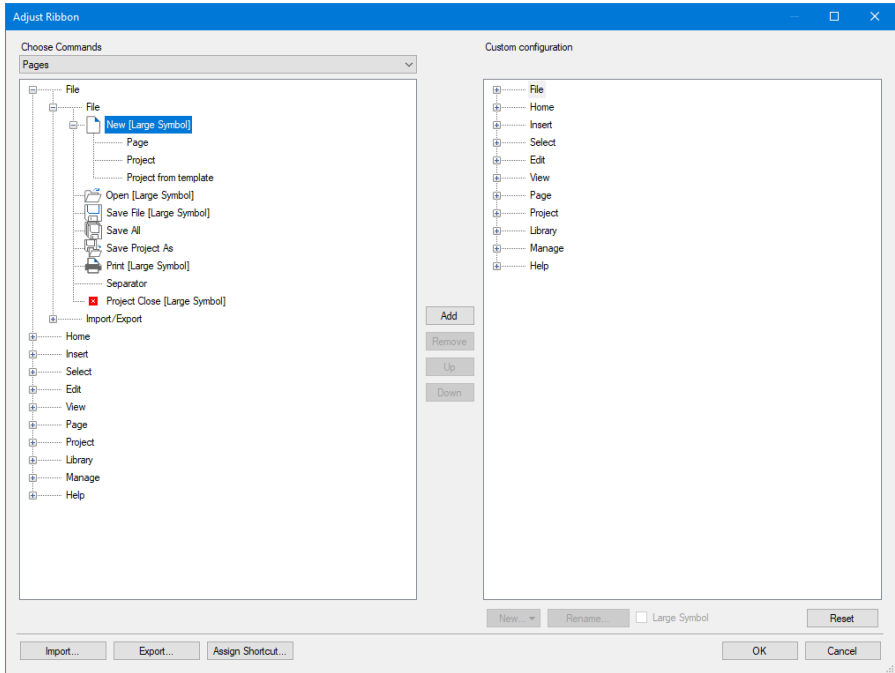 Adjust Ribbon
Choose Commands
Pages
File
File
New [Large Symbol]
Page
Project
Project from template
Open [Large Symbol]
Save File [Large Symbol]
Save All
Save Project As
Print [Large Symbol]
Separator
Project Close [Large Symbol]
Import/Export
Home
Insert
Select
Edit
View
Page
Project
Library
Manage
Help
Add
Remove
Up
Down
Custom configuration
File
Home
Insert
Select
Edit
View
Page
Project
Library
Manage
Help
New...
Rename...
Large Symbol
Reset
Import...
Export...
Assign Shortcut...
OK
Cancel